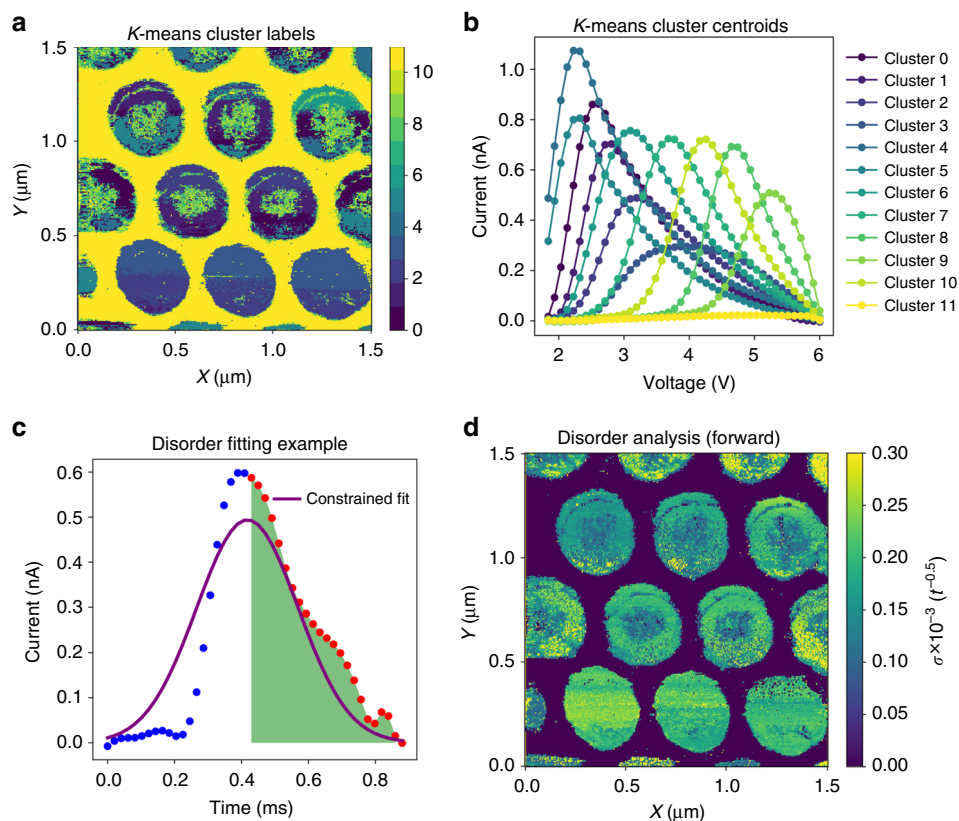 a
K-means cluster labels
1.5
1.0
0.5
0.0
Y (μm)
0.0 0.5 1.0 1.5
X (μm)
10
8
6
4
2
0
b
K-means cluster centroids
1.0
0.8
0.6
0.4
0.2
0.0
Current (nA)
2 3 4 5 6
Voltage (V)
Cluster 0
Cluster 1
Cluster 2
Cluster 3
Cluster 4
Cluster 5
Cluster 6
Cluster 7
Cluster 8
Cluster 9
Cluster 10
Cluster 11
c
Disorder fitting example
0.6
0.5
0.4
0.3
0.2
0.1
0.0
Current (nA)
Constrained fit
0.0 0.2 0.4 0.6 0.8
Time (ms)
d
Disorder analysis (forward)
1.5
1.0
0.5
0.0
Y (μm)
0.0 0.5 1.0 1.5
X (μm)
0.30
0.25
0.20
0.15
0.10
0.05
0.00
σ×10⁻³ (t⁻⁰·⁵)